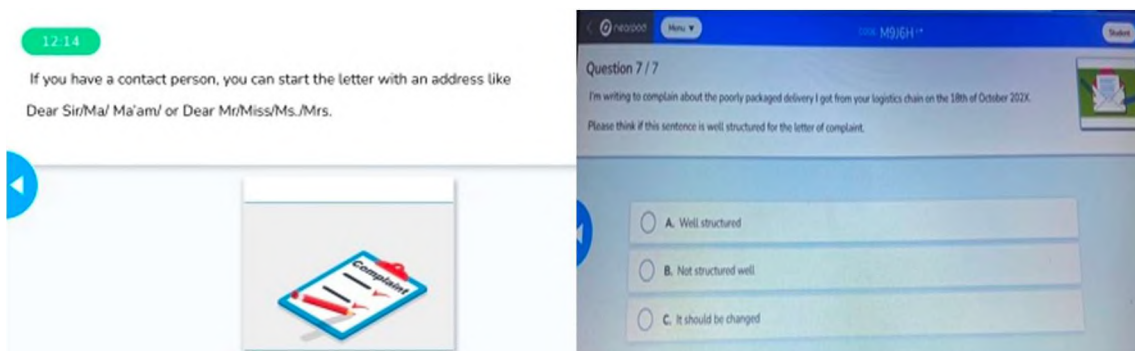 12:14
If you have a contact person, you can start the letter with an address like
Dear Sir/Ma/ Ma'am/ or Dear Mr/Miss/Ms./Mrs.
Complaint
nearpod
Menu ▼
CODE M9J6H
Student
Question 7 / 7
I'm writing to complain about the poorly packaged delivery I got from your logistics chain on the 18th of October 202X.
Please think if this sentence is well structured for the letter of complaint.
A. Well structured
B. Not structured well
C. It should be changed